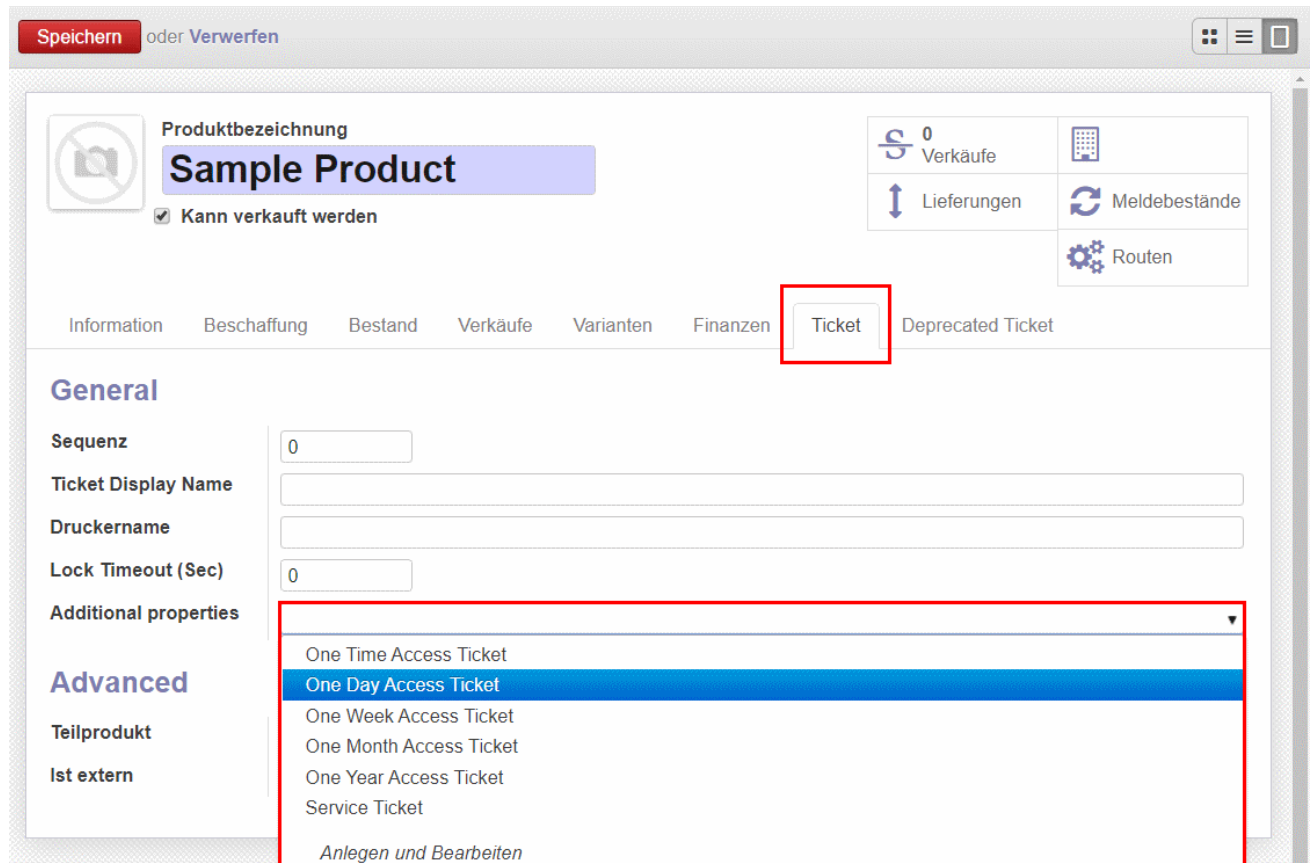 Speichern oder Verwerfen
Produktbezeichnung
Sample Product
Kann verkauft werden
0
Verkäufe
Lieferungen
Meldebestände
Routen
Information Beschaffung Bestand Verkäufe Varianten Finanzen Ticket Deprecated Ticket
General
Sequenz 0
Ticket Display Name
Druckername
Lock Timeout (Sec) 0
Additional properties
One Time Access Ticket
One Day Access Ticket
One Week Access Ticket
One Month Access Ticket
One Year Access Ticket
Service Ticket
Anlegen und Bearbeiten
Advanced
Teilprodukt
Ist extern